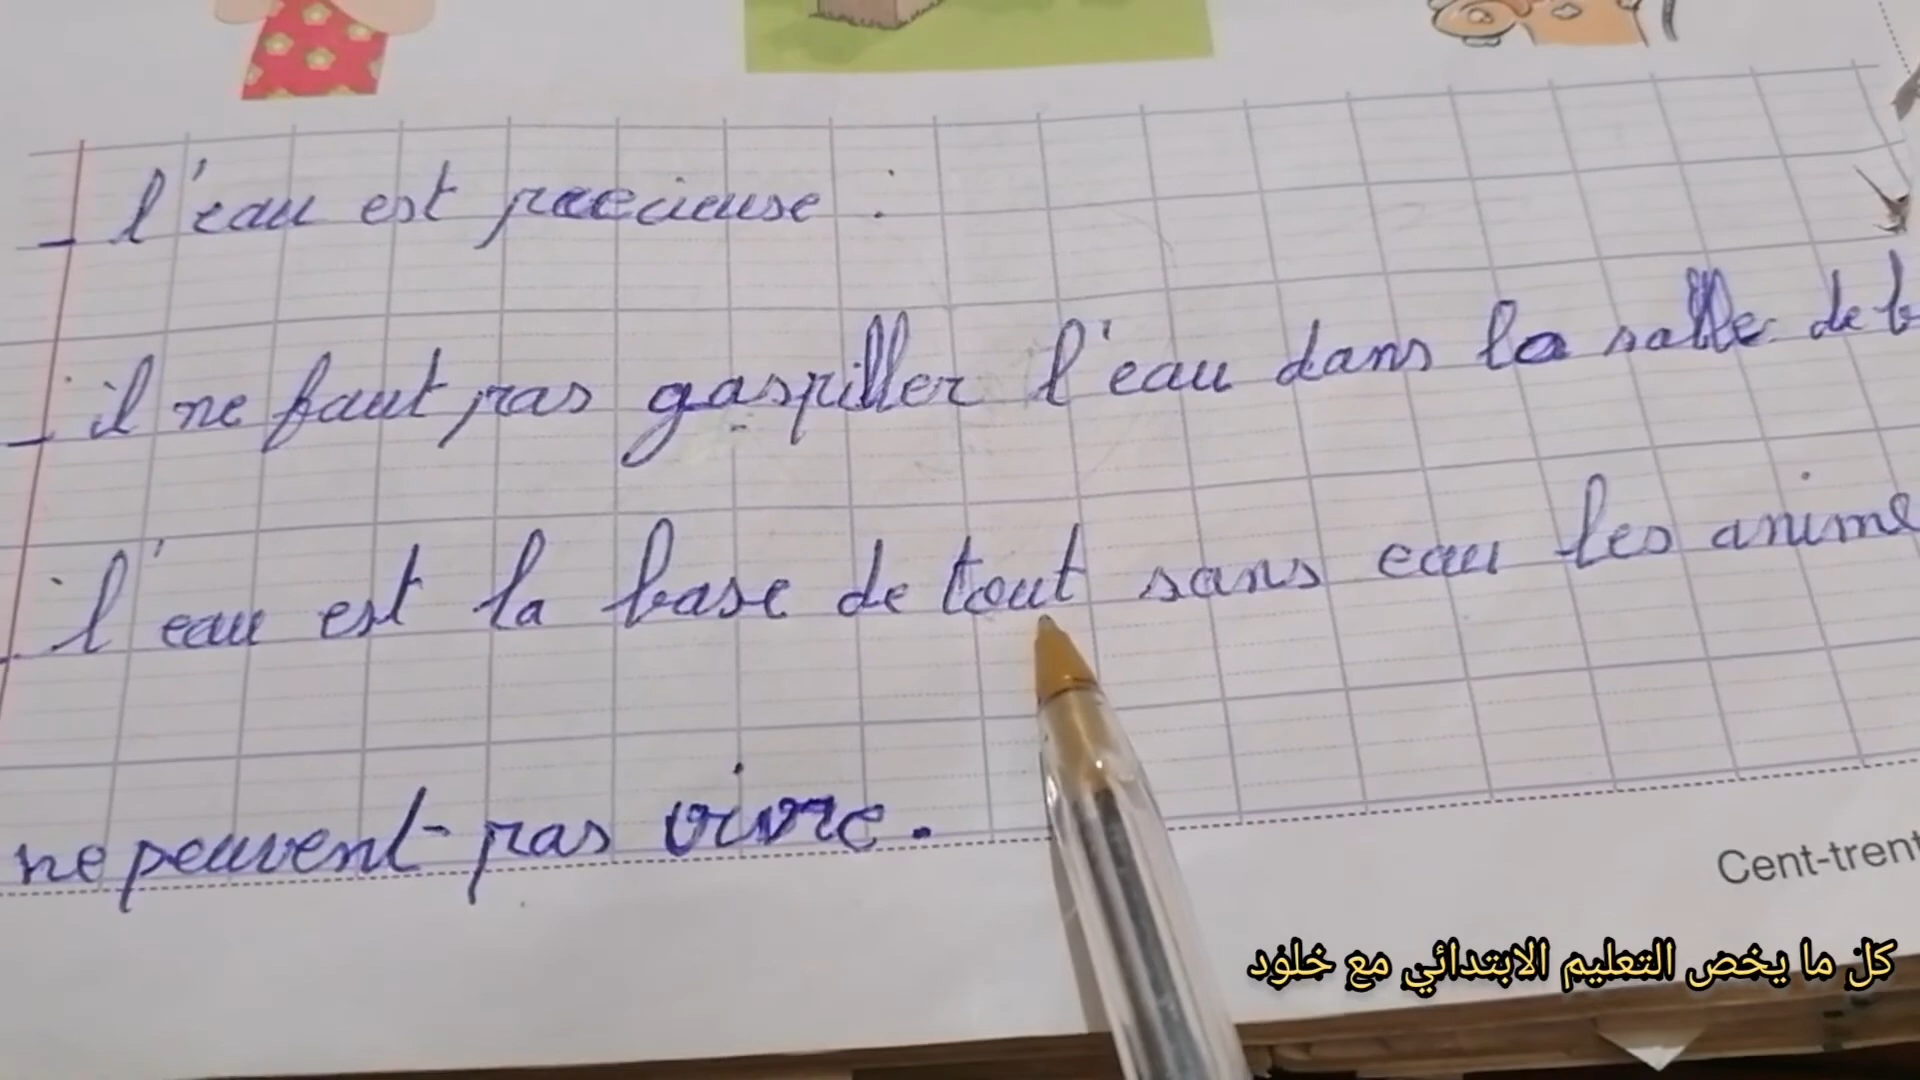 - l'eau est precieuse :
- il ne faut pas gaspiller l'eau dans la salle de
- l'eau est la base de tout sans eau les
ne peuvent pas vivre.
Cent-trent
كل ما يخص التعليم الابتدائي مع خلود